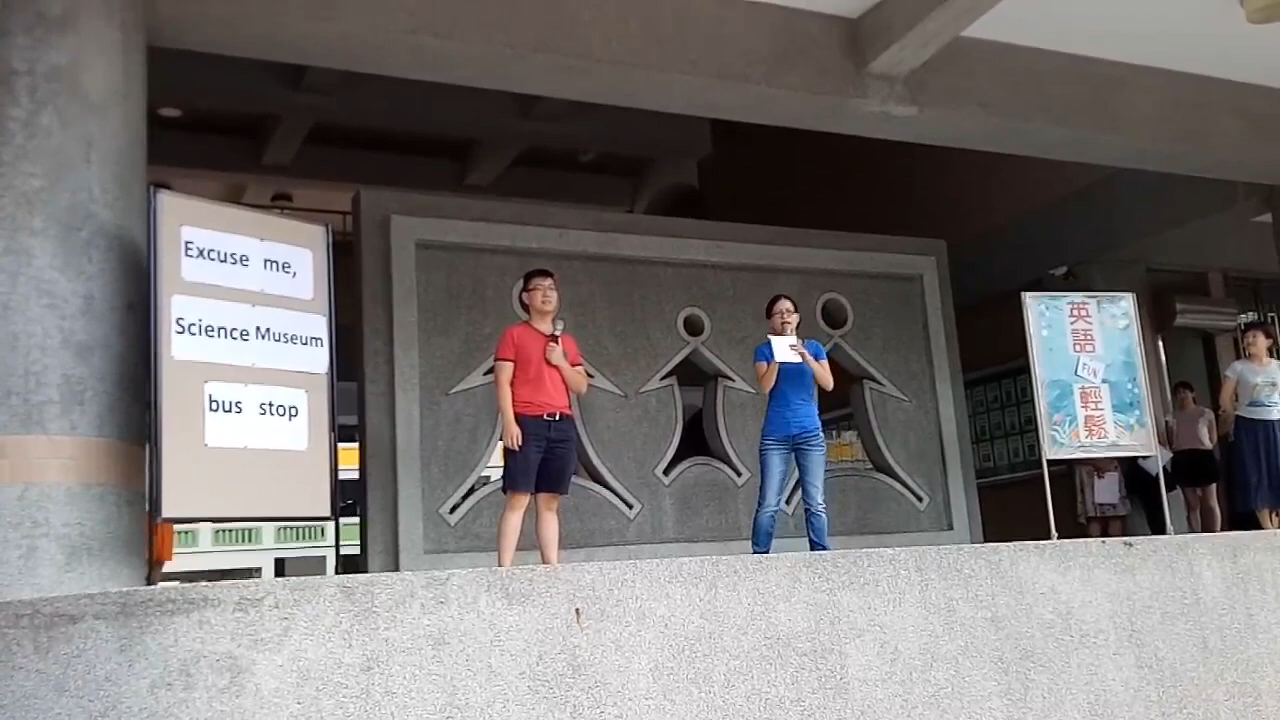 Excuse me,
Science Museum
bus stop
英
語
FUN
輕
鬆